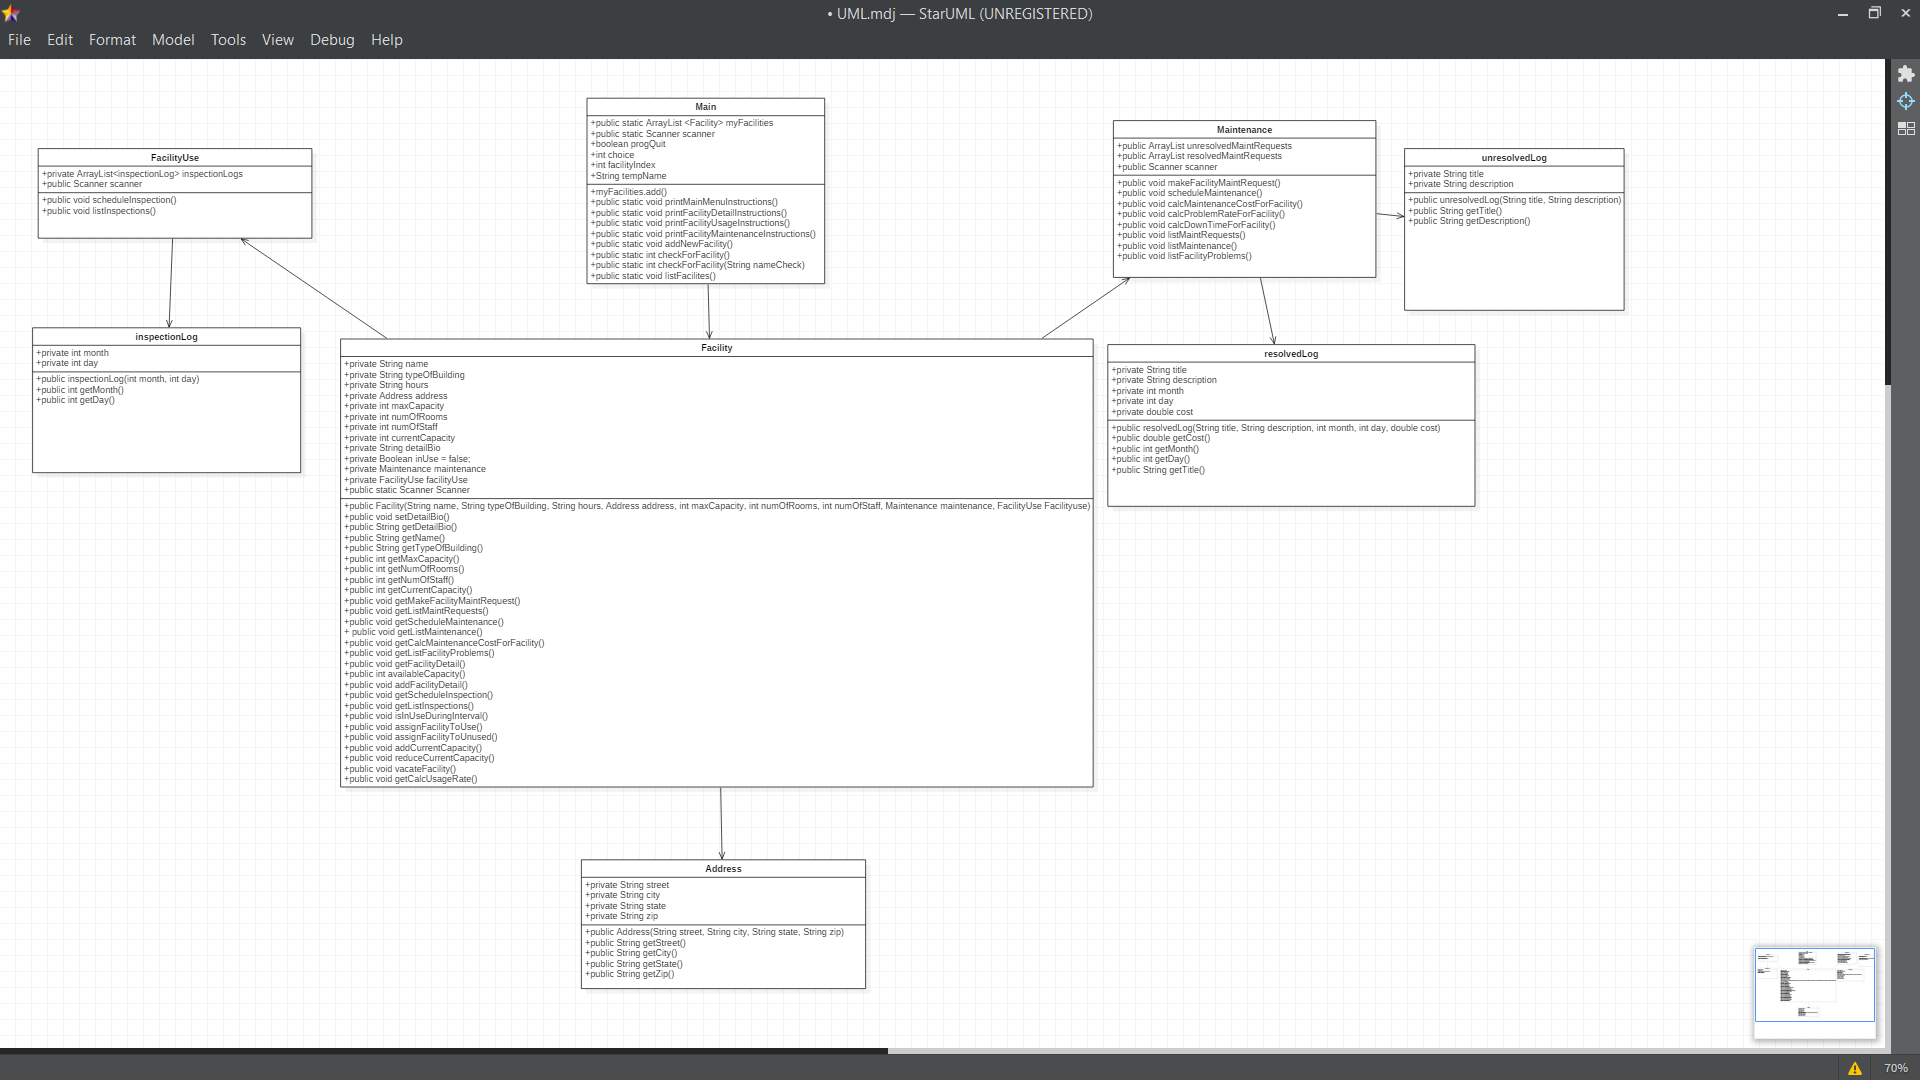 • UML.mdj — StarUML (UNREGISTERED)
File Edit Format Model Tools View Debug Help
FacilityUse
+private ArrayList<inspectionLog> inspectionLogs
+public Scanner scanner
+public void scheduleInspection()
+public void listInspections()
Main
+public static ArrayList <Facility> myFacilities
+public static Scanner scanner
+boolean progQuit
+int choice
+int facilityIndex
+String tempName
+myFacilities.add()
+public static void printMainMenuInstructions()
+public static void printFacilityDetailInstructions()
+public static void printFacilityUsageInstructions()
+public static void printFacilityMaintenanceInstructions()
+public static void addNewFacility()
+public static int checkForFacility()
+public static int checkForFacility(String nameCheck)
+public static void listFacilites()
Maintenance
+public ArrayList unresolvedMaintRequests
+public ArrayList resolvedMaintRequests
+public Scanner scanner
+public void makeFacilityMaintRequest()
+public void scheduleMaintenance()
+public void calcMaintenanceCostForFacility()
+public void calcProblemRateForFacility()
+public void calcDownTimeForFacility()
+public void listMaintRequests()
+public void listMaintenance()
+public void listFacilityProblems()
unresolvedLog
+private String title
+private String description
+public unresolvedLog(String title, String description)
+public String getTitle()
+public String getDescription()
inspectionLog
+private int month
+private int day
+public inspectionLog(int month, int day)
+public int getMonth()
+public int getDay()
Facility
+private String name
+private String typeOfBuilding
+private String hours
+private Address address
+private int maxCapacity
+private int numOfRooms
+private int numOfStaff
+private int currentCapacity
+private String detailBio
+private Boolean inUse = false;
+private Maintenance maintenance
+private FacilityUse facilityUse
+public static Scanner Scanner
+public Facility(String name, String typeOfBuilding, String hours, Address address, int maxCapacity, int numOfRooms, int numOfStaff, Maintenance maintenance, FacilityUse Facilityuse)
+public void setDetailBio()
+public String getDetailBio()
+public String getName()
+public String getTypeOfBuilding()
+public int getMaxCapacity()
+public int getNumOfRooms()
+public int getNumOfStaff()
+public int getCurrentCapacity()
+public void getMakeFacilityMaintRequest()
+public void getListMaintRequests()
+public void getScheduleMaintenance()
+ public void getListMaintenance()
+public void getCalcMaintenanceCostForFacility()
+public void getListFacilityProblems()
+public void getFacilityDetail()
+public int availableCapacity()
+public void addFacilityDetail()
+public void getScheduleInspection()
+public void getListInspections()
+public void isInUseDuringInterval()
+public void assignFacilityToUse()
+public void assignFacilityToUnused()
+public void addCurrentCapacity()
+public void reduceCurrentCapacity()
+public void vacateFacility()
+public void getCalcUsageRate()
resolvedLog
+private String title
+private String description
+private int month
+private int day
+private double cost
+public resolvedLog(String title, String description, int month, int day, double cost)
+public double getCost()
+public int getMonth()
+public int getDay()
+public String getTitle()
Address
+private String street
+private String city
+private String state
+private String zip
+public Address(String street, String city, String state, String zip)
+public String getStreet()
+public String getCity()
+public String getState()
+public String getZip()
70%